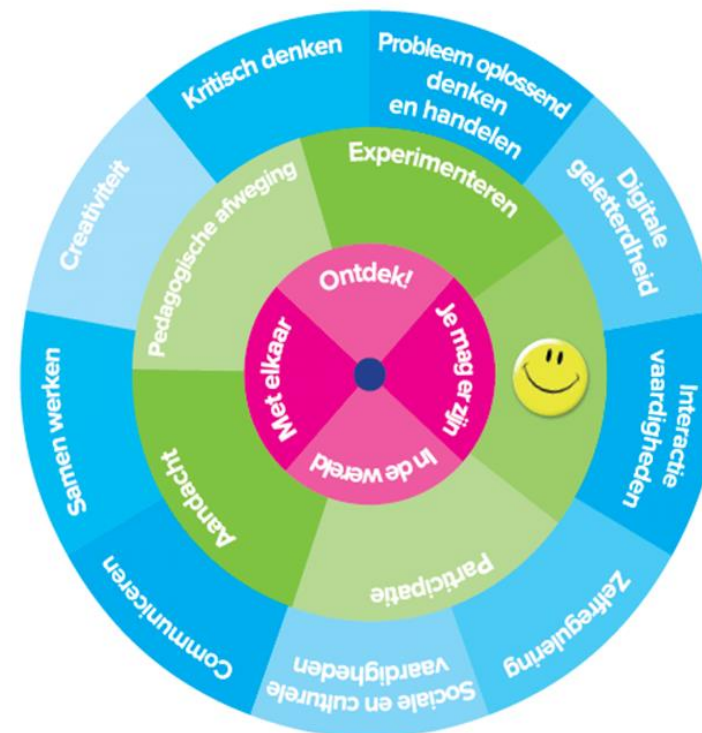 Kritisch denken
Probleem oplossend
denken
en handelen
Digitale
geletterdheid
Interactie
vaardigheden
Zelfregulering
Sociale en culturele
vaardigheden
Communiceren
Samen werken
Creativiteit
Experimenteren
Participatie
Aandacht
Pedagogische afweging
Ontdek!
Je mag er zijn
In de wereld
Met elkaar